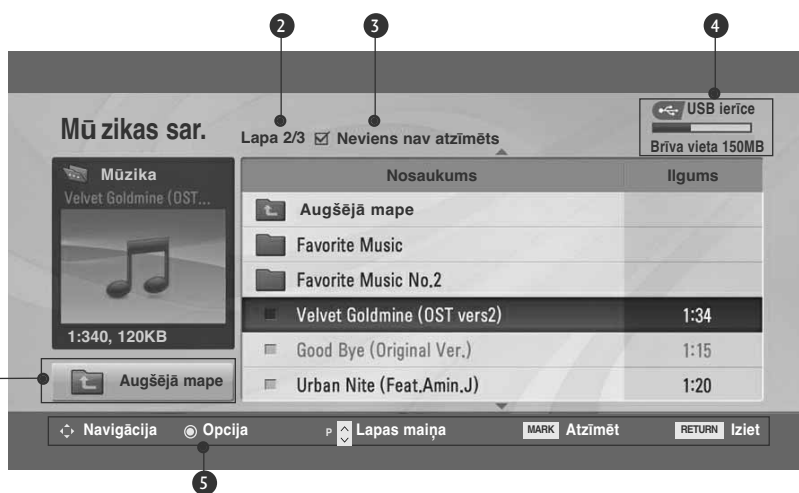 2 3 4
USB ierīce
Mū zikas sar.
Lapa 2/3 Neviens nav atzīmēts
Brīva vieta 150MB
Mūzika
Nosaukums Ilgums
Velvet Goldmine (OST...
Augšējā mape
Favorite Music
Favorite Music No.2
Velvet Goldmine (OST vers2) 1:34
1:340, 120KB
Good Bye (Original Ver.) 1:15
Augšējā mape
Urban Nite (Feat.Amin.J) 1:20
Navigācija Opcija P Lapas maiņa MARK Atzīmēt RETURN Iziet
5